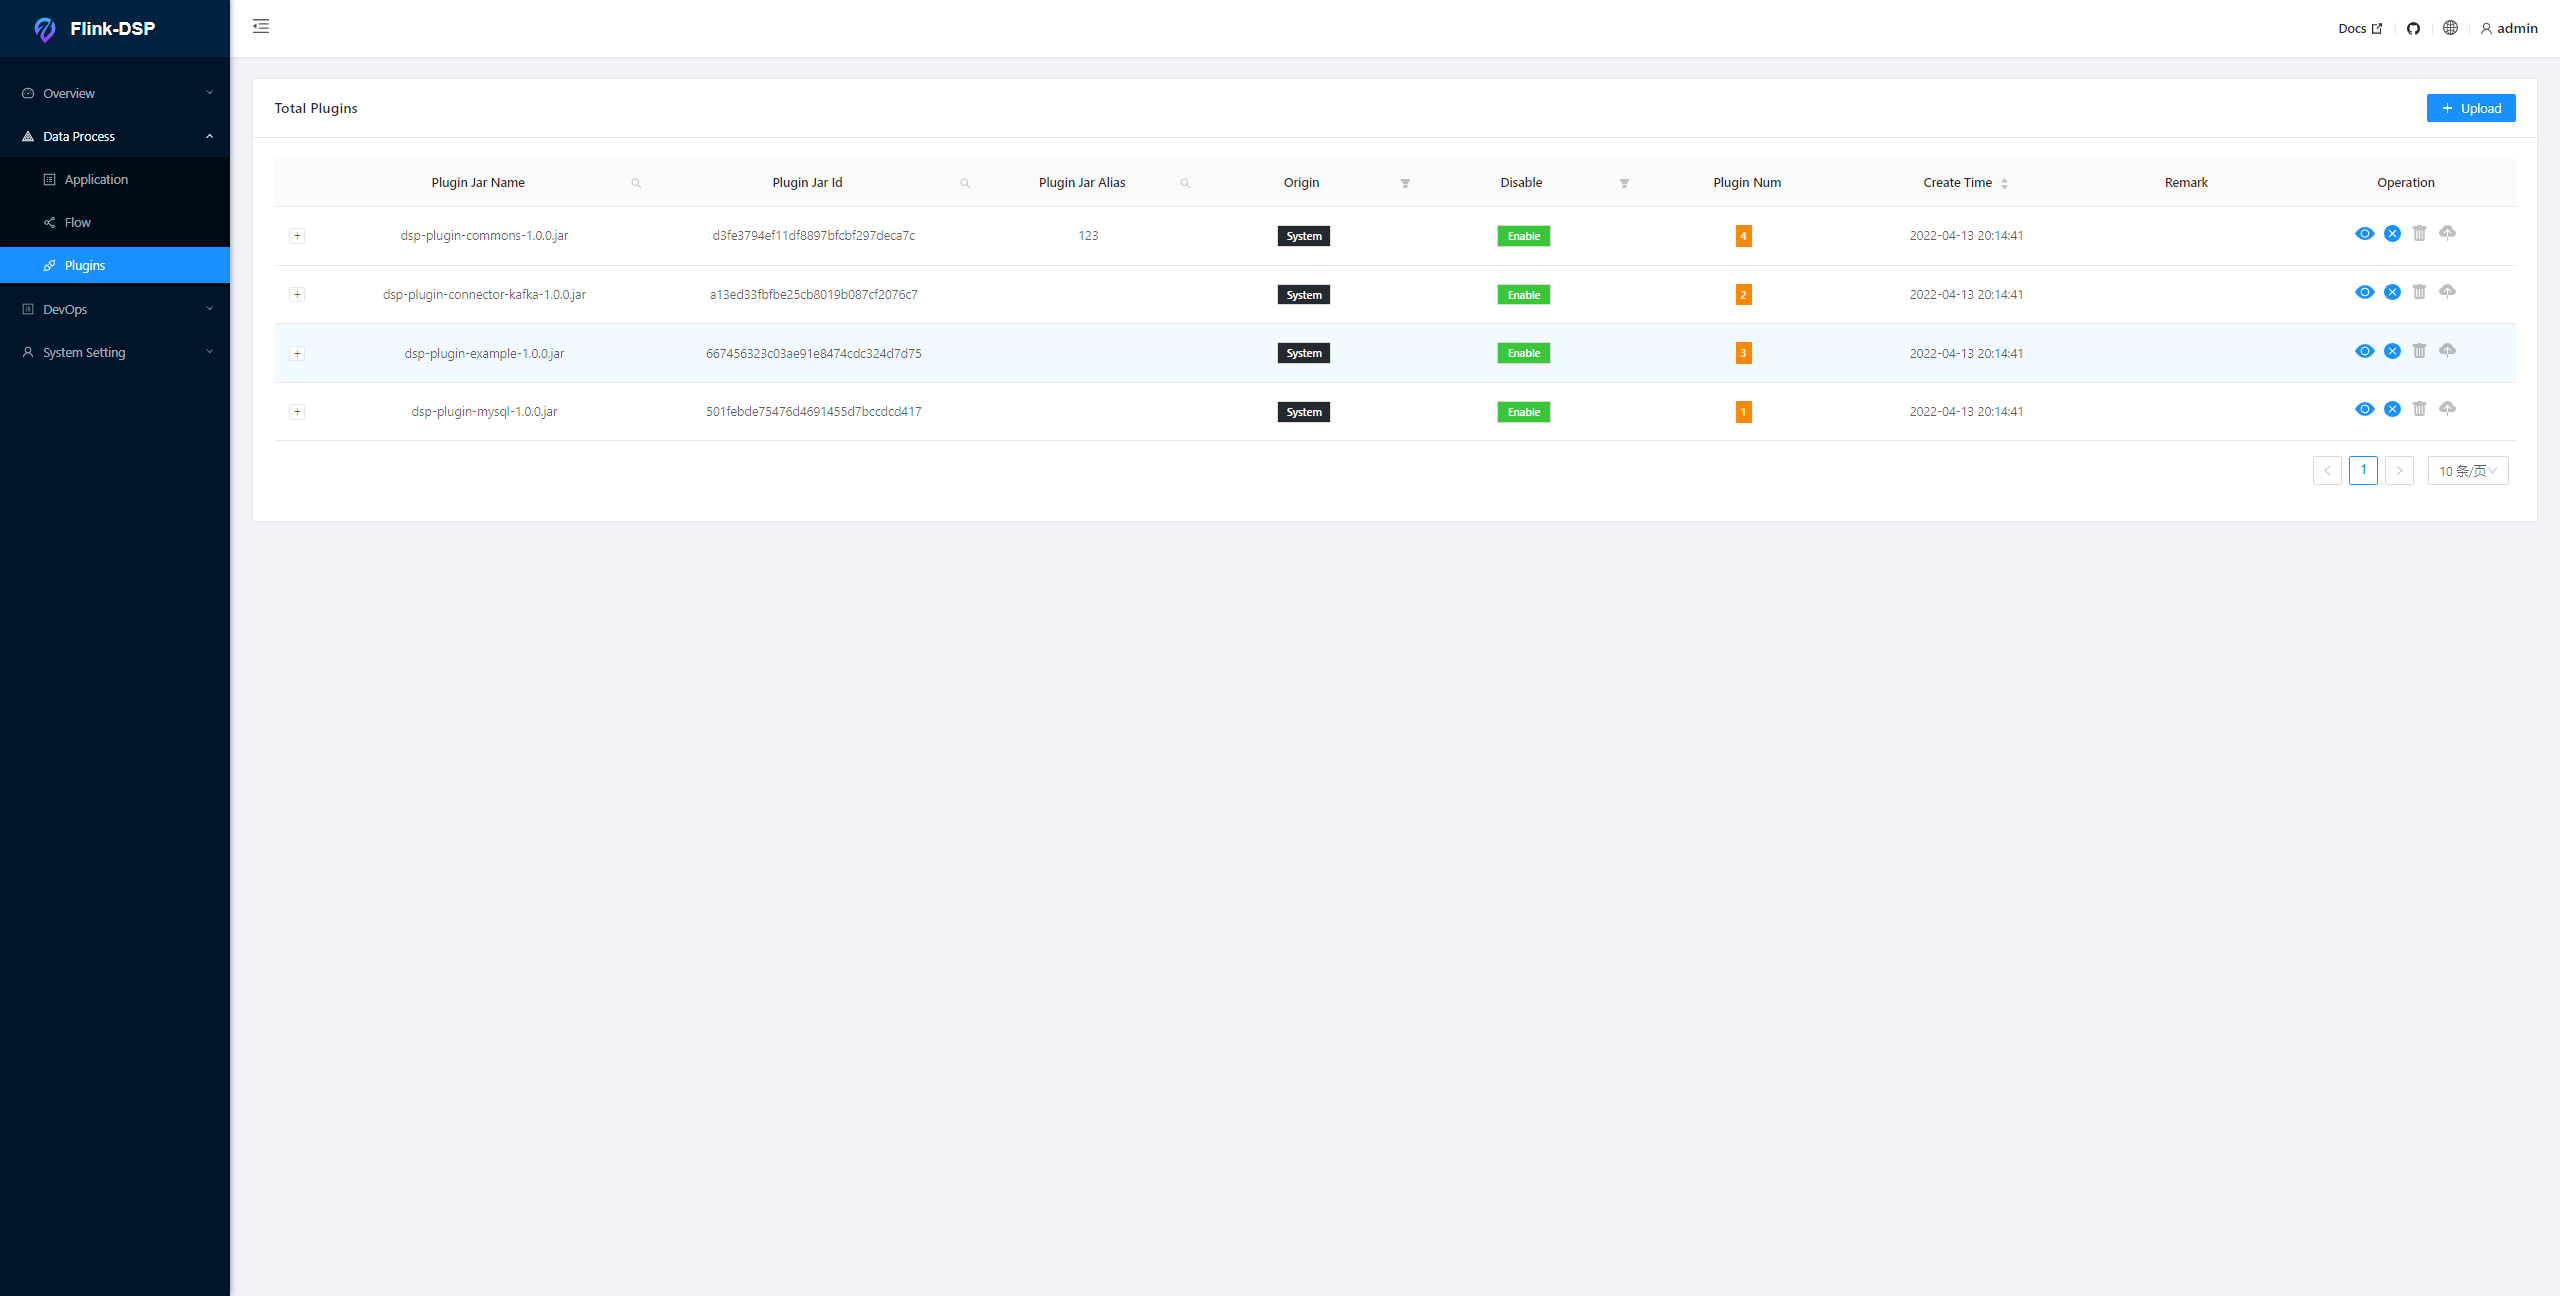 Flink-DSP
Docs
admin
Overview
Data Process
Application
Flow
Plugins
DevOps
System Setting
Total Plugins
+ Upload
Plugin Jar Name Plugin Jar Id Plugin Jar Alias Origin Disable Plugin Num Create Time Remark Operation
dsp-plugin-commons-1.0.0.jar d3fe3794ef11df8897bfcbf297deca7c 123 System Enable 4 2022-04-13 20:14:41
dsp-plugin-connector-kafka-1.0.0.jar a13ed33fbfbe25cb8019b087cf2076c7 System Enable 2 2022-04-13 20:14:41
dsp-plugin-example-1.0.0.jar 667456323c03ae91e8474cdc324d7d75 System Enable 3 2022-04-13 20:14:41
dsp-plugin-mysql-1.0.0.jar 501febde75476d4691455d7bccdcd417 System Enable 1 2022-04-13 20:14:41
< 1 > 10 条/页